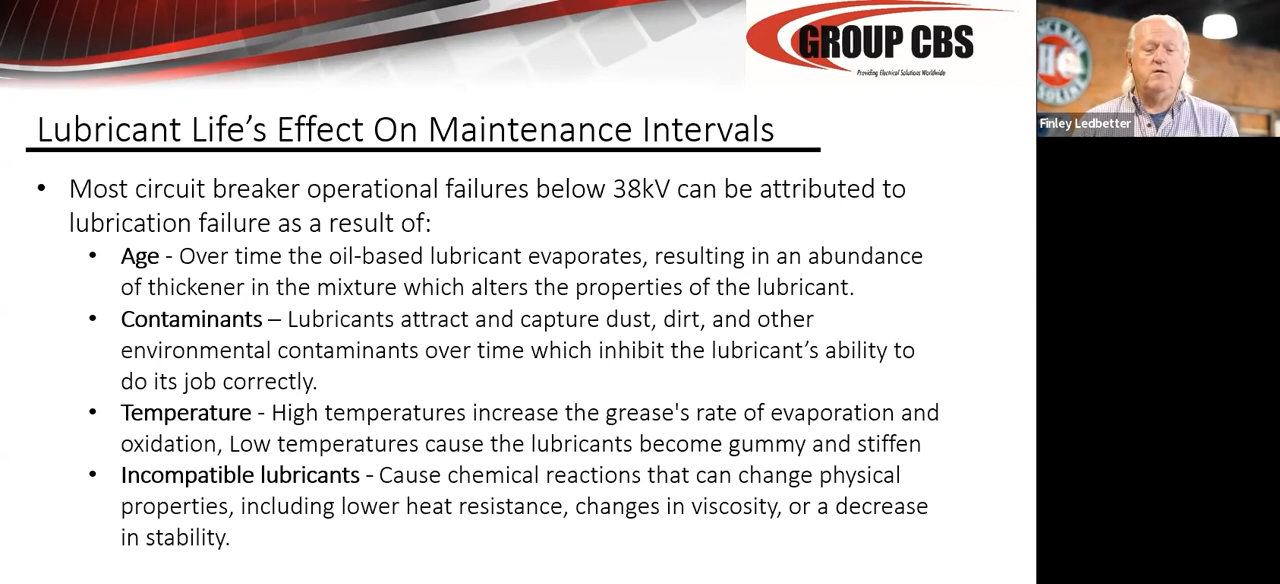 GROUP CBS
Providing Electrical Solutions Worldwide
Finley Ledbetter
Lubricant Life's Effect On Maintenance Intervals
• Most circuit breaker operational failures below 38kV can be attributed to
lubrication failure as a result of:
• Age - Over time the oil-based lubricant evaporates, resulting in an abundance
of thickener in the mixture which alters the properties of the lubricant.
• Contaminants – Lubricants attract and capture dust, dirt, and other
environmental contaminants over time which inhibit the lubricant's ability to
do its job correctly.
• Temperature - High temperatures increase the grease's rate of evaporation and
oxidation, Low temperatures cause the lubricants become gummy and stiffen
• Incompatible lubricants - Cause chemical reactions that can change physical
properties, including lower heat resistance, changes in viscosity, or a decrease
in stability.